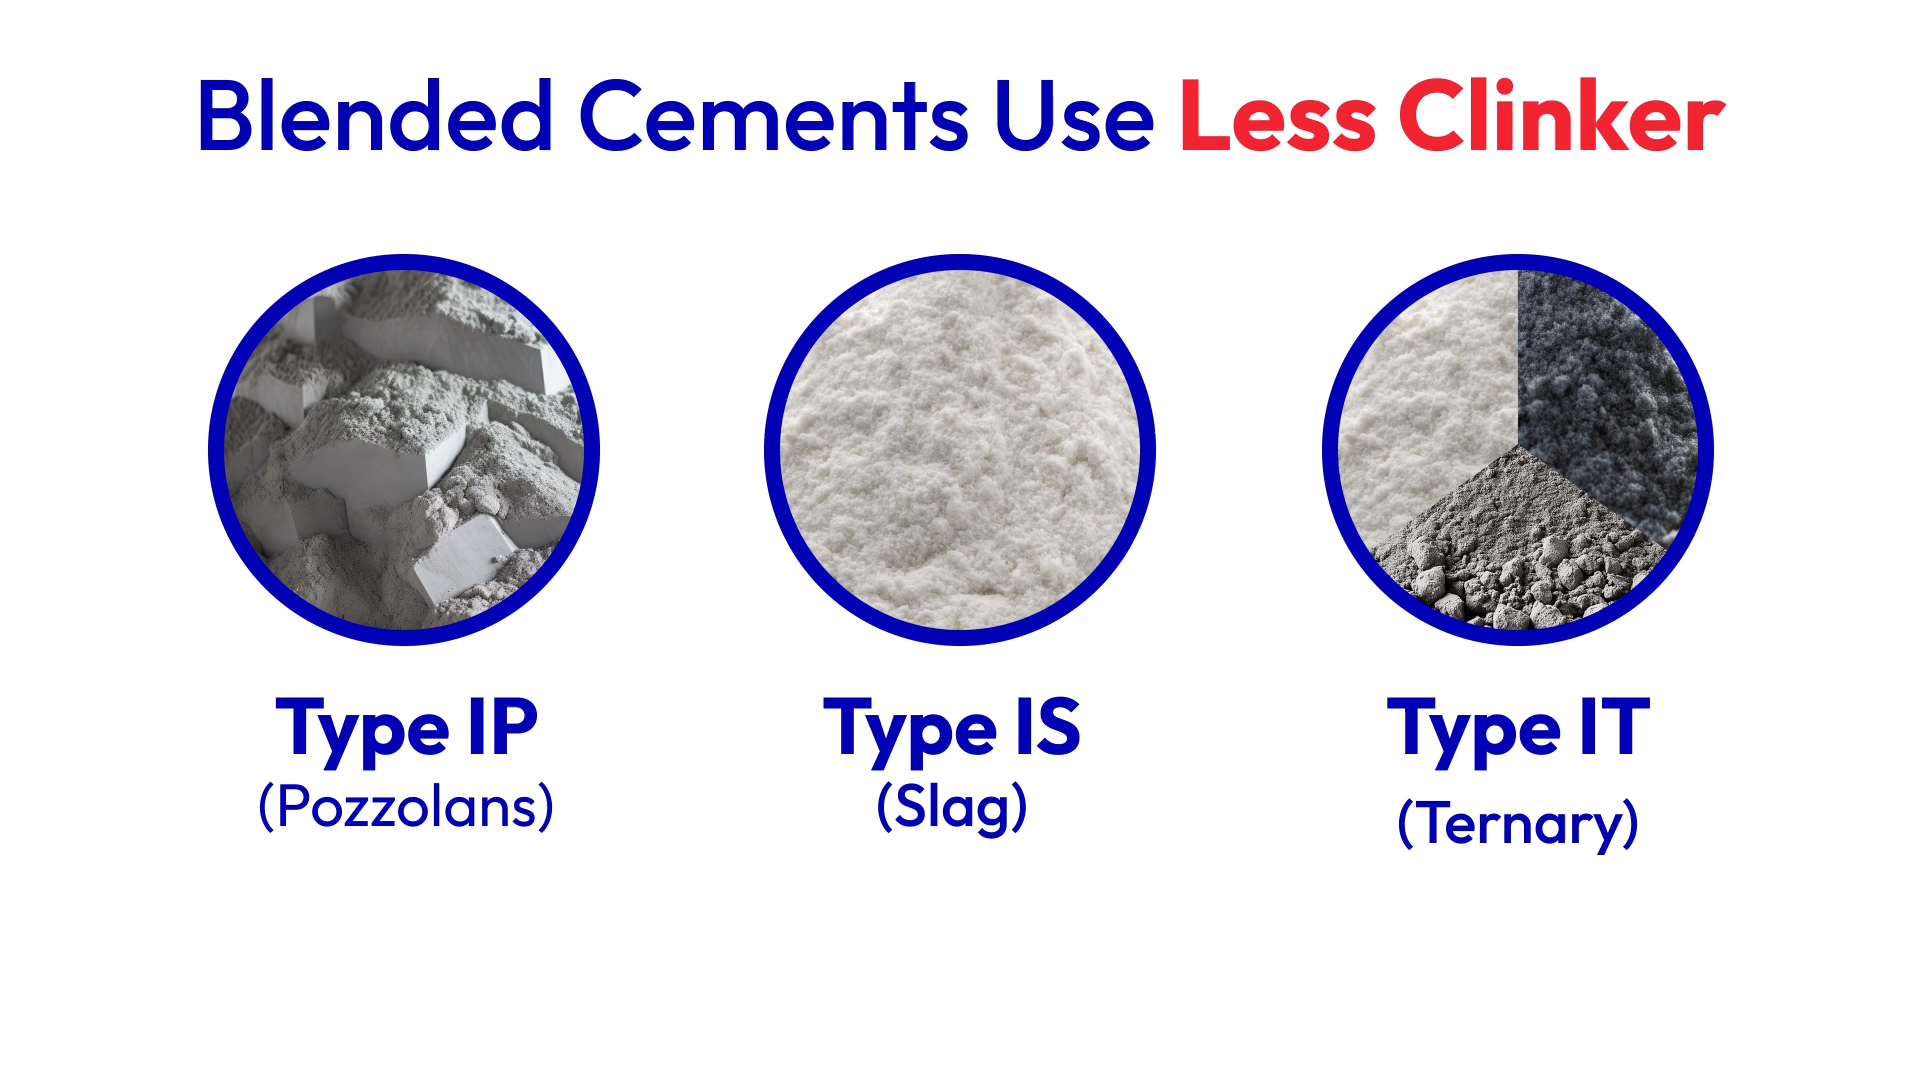 Blended Cements Use Less Clinker
Type IP
(Pozzolans)
Type IS
(Slag)
Type IT
(Ternary)